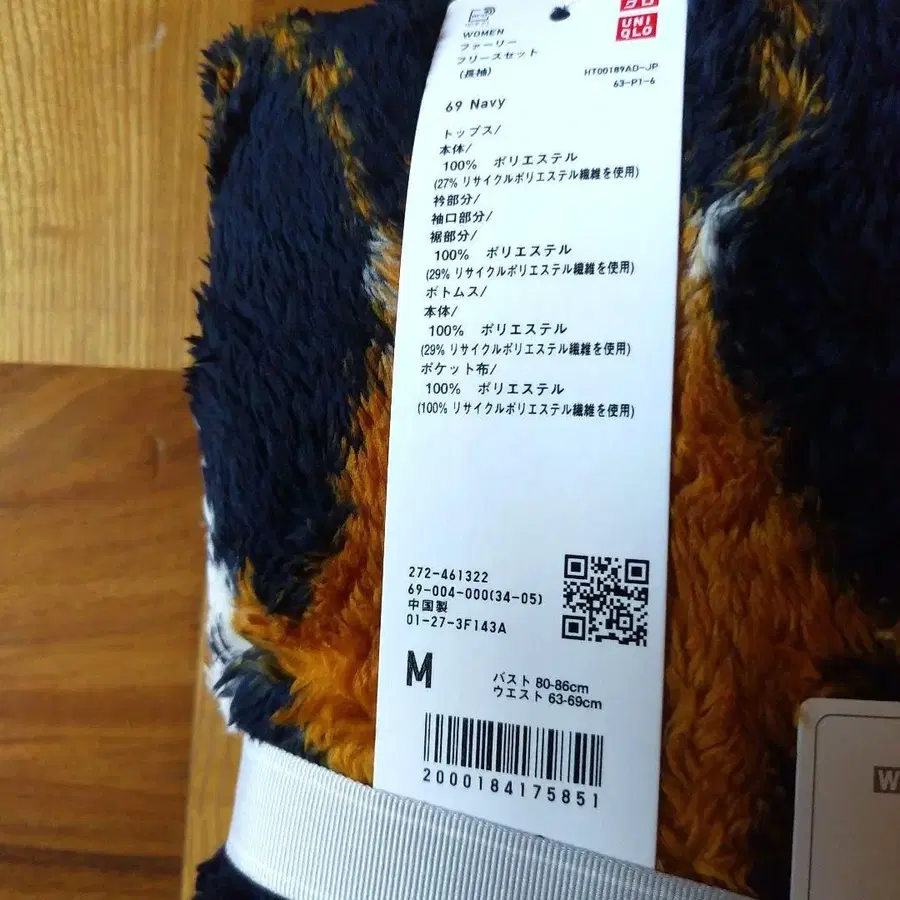 クロ
UNI
QLO
WOMEN
ファーリー
フリースセット
(長袖)
HT00189AD-JP
63-P1-6
69 Navy
トップス/
本体/
100% ポリエステル
(27% リサイクルポリエステル繊維を使用)
衿部分/
袖口部分/
裾部分/
100% ポリエステル
(29% リサイクルポリエステル繊維を使用)
ボトムス/
本体/
100% ポリエステル
(29% リサイクルポリエステル繊維を使用)
ポケット布/
100% ポリエステル
(100% リサイクルポリエステル繊維を使用)
272-461322
69-004-000(34-05)
中国製
01-27-3F143A
M
バスト 80-86cm
ウエスト 63-69cm
2000184175851
W